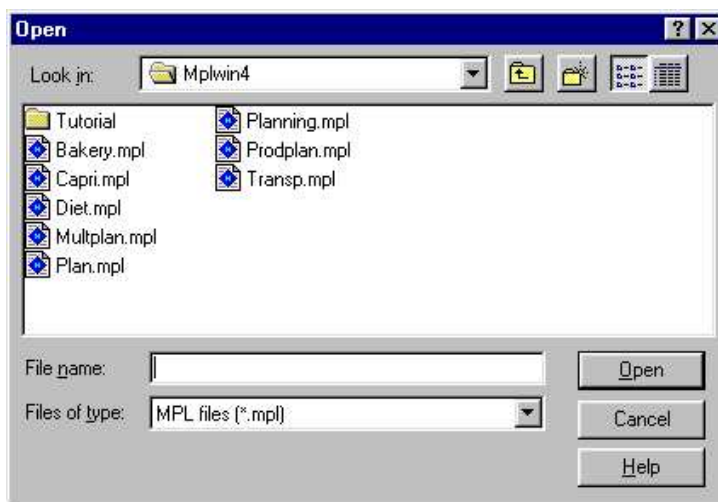 Open
Look in: Mplwin4
Tutorial Planning.mpl
Bakery.mpl Prodplan.mpl
Capri.mpl Transp.mpl
Diet.mpl
Multplan.mpl
Plan.mpl
File name: Open
Files of type: MPL files (*.mpl) Cancel
Help